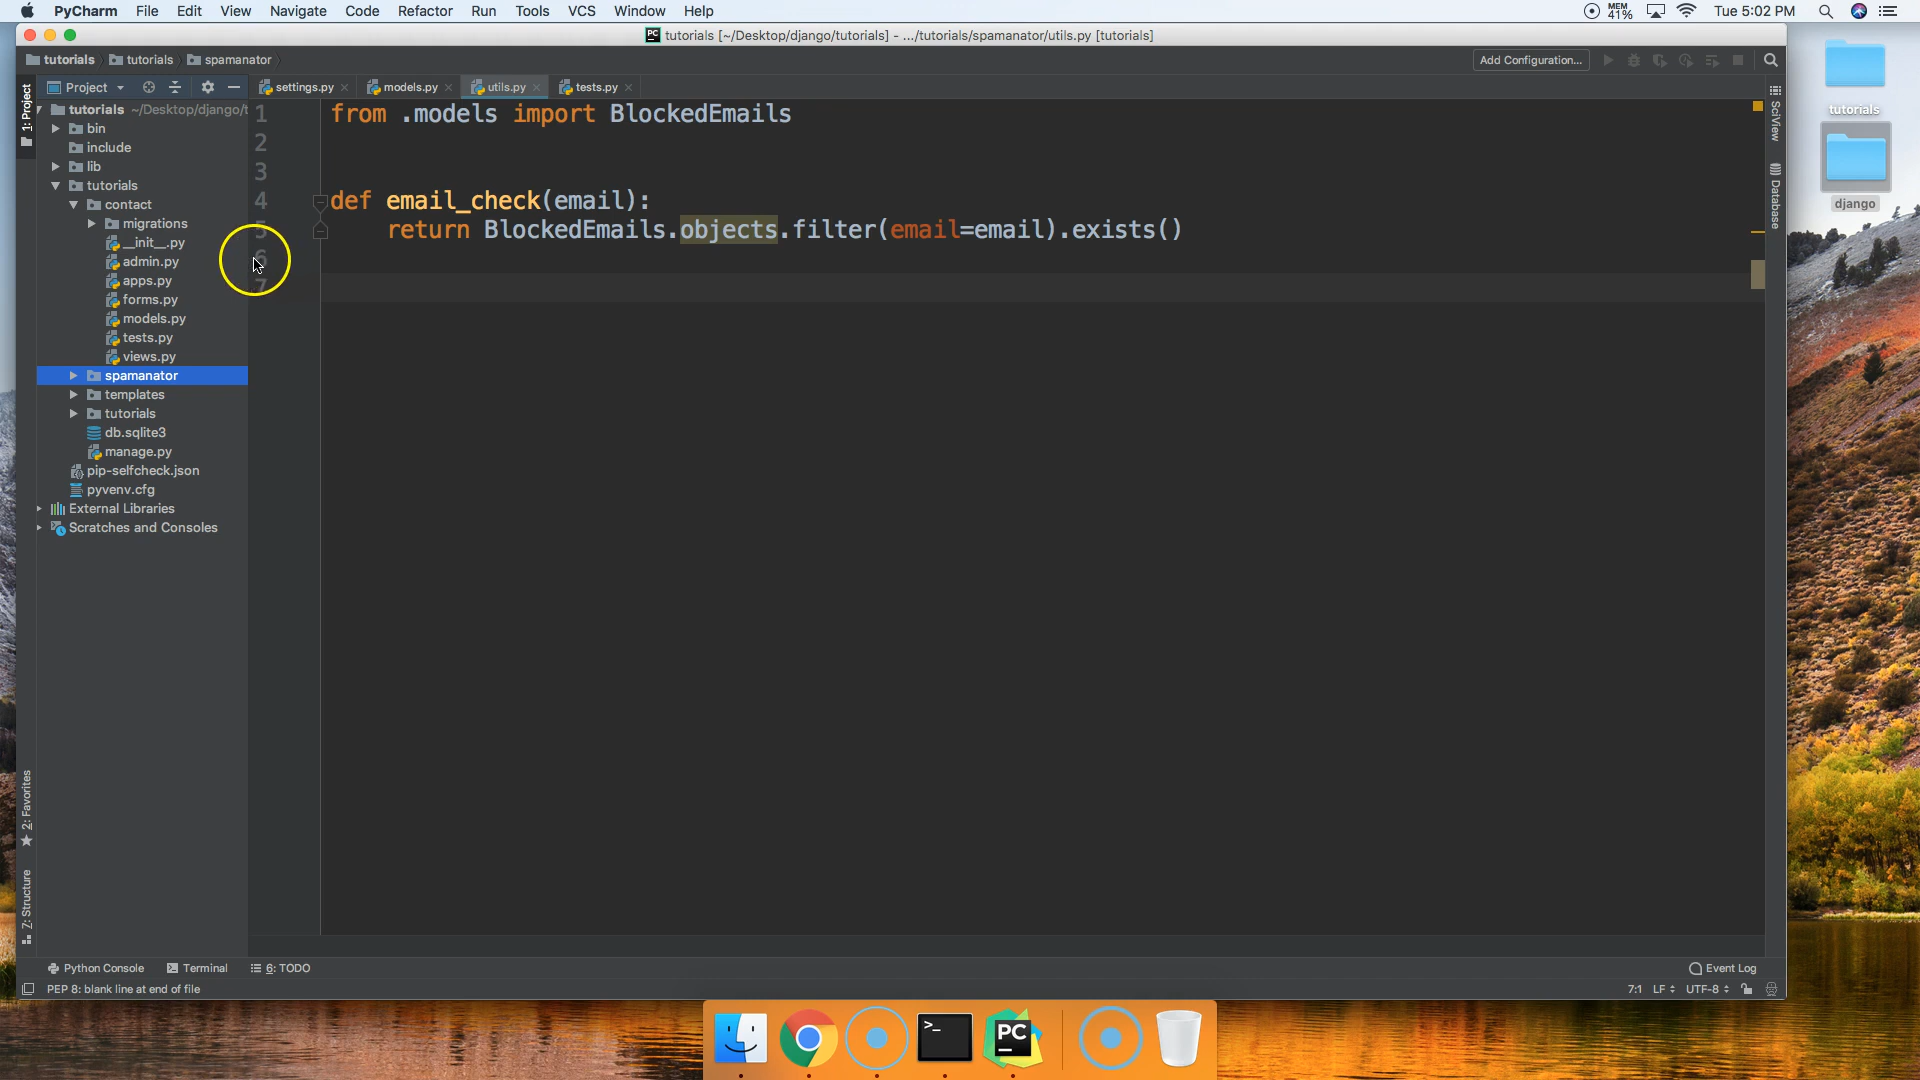 PyCharm File Edit View Navigate Code Refactor Run Tools VCS Window Help
MEM 41% Tue 5:02 PM
PC tutorials [~/Desktop/django/tutorials] - .../tutorials/spamanator/utils.py [tutorials]
tutorials tutorials spamanator
Add Configuration...
Project
settings.py models.py utils.py tests.py
1: Project
2: Favorites
7: Structure
tutorials ~/Desktop/django/t
bin
include
lib
tutorials
contact
migrations
__init__.py
admin.py
apps.py
forms.py
models.py
tests.py
views.py
spamanator
templates
tutorials
db.sqlite3
manage.py
pip-selfcheck.json
pyvenv.cfg
External Libraries
Scratches and Consoles
1 from .models import BlockedEmails
2
3
4 def email_check(email):
5 return BlockedEmails.objects.filter(email=email).exists()
6
7
SciView
Database
tutorials
django
Python Console Terminal 6: TODO
Event Log
PEP 8: blank line at end of file
7:1 LF UTF-8
>_
PC